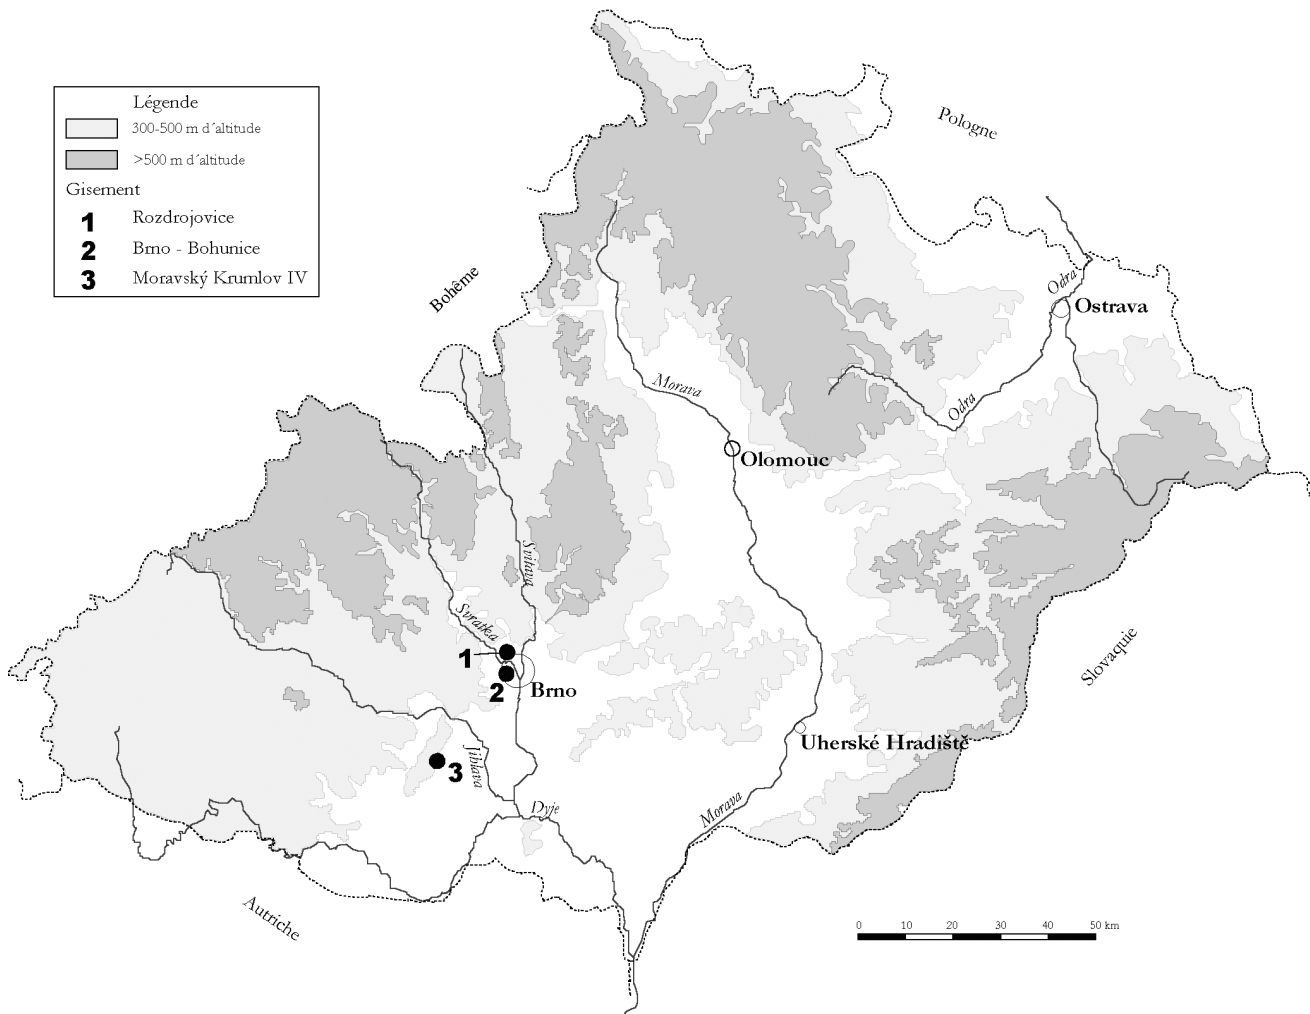 Légende
300-500 m d´altitude
>500 m d´altitude
Gisement
1 Rozdrojovice
2 Brno - Bohunice
3 Moravský Krumlov IV
Pologne
Bohême
Odra
Ostrava
Morava
Odra
Olomouc
Svitava
Svratka
1
2
Brno
Slovaquie
Uherské Hradiště
Jihlava
3
Dyje
Morava
Autriche
0 10 20 30 40 50 km